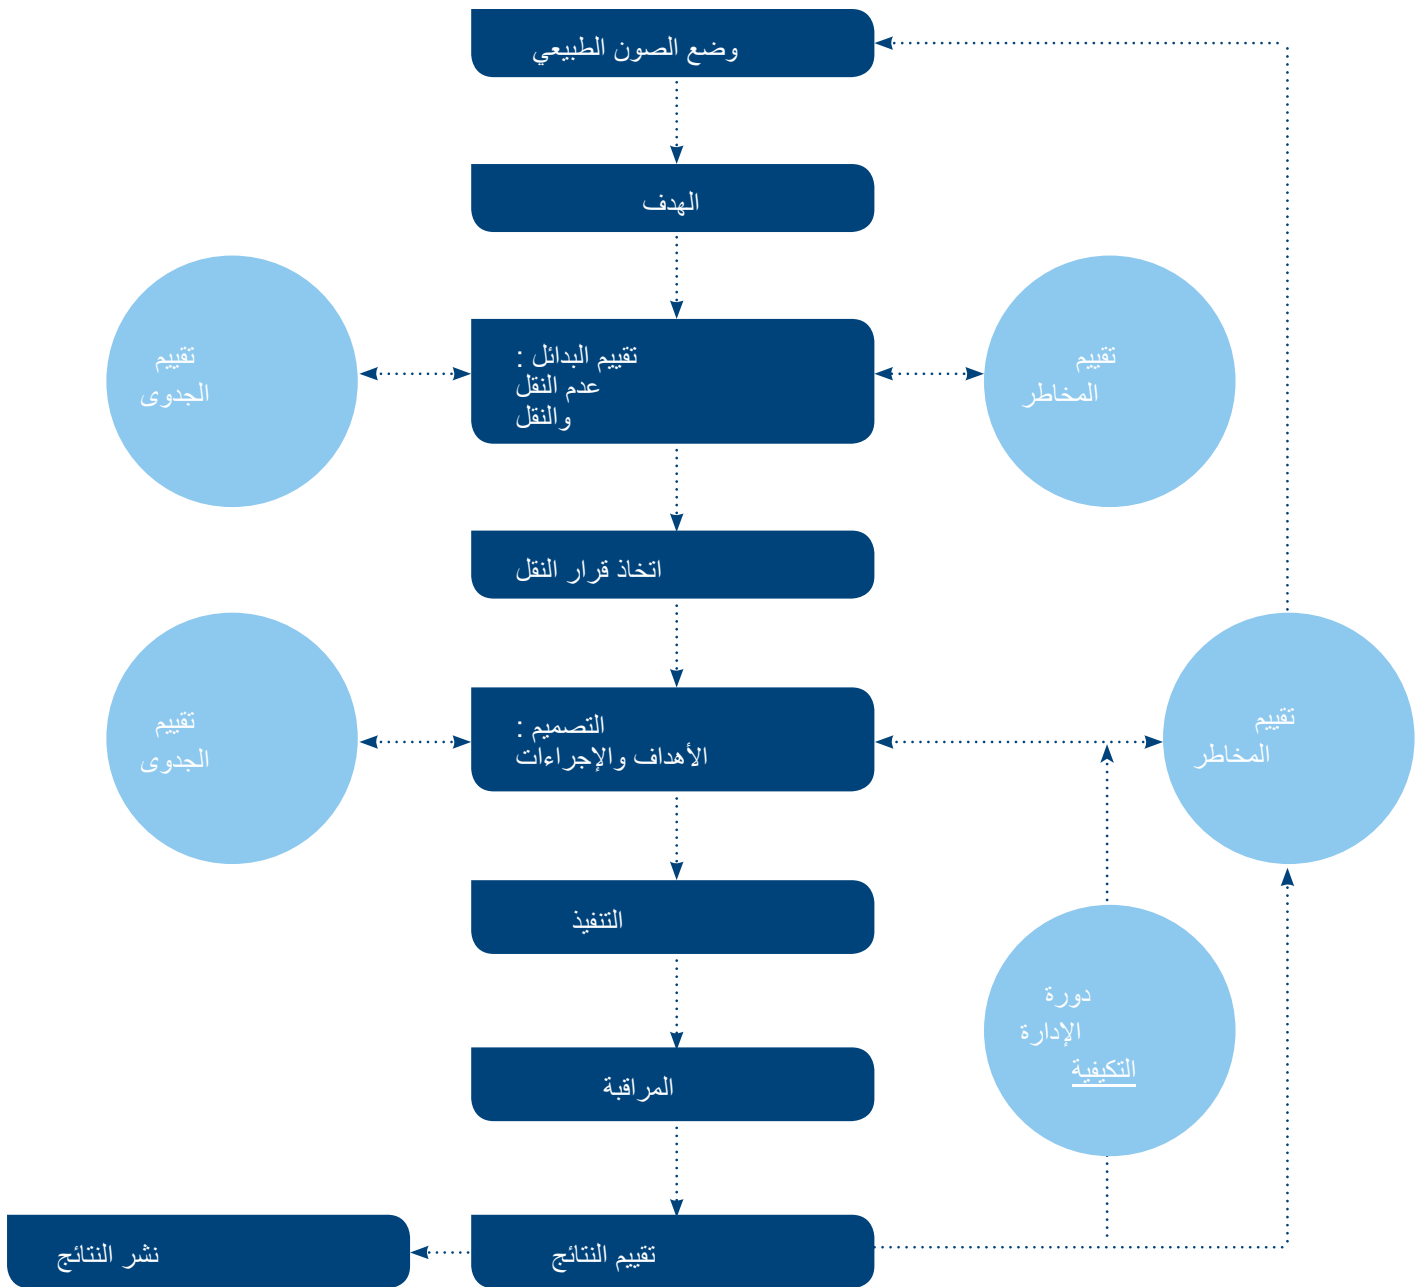 وضع الصون الطبيعي
الهدف
تقييم
المخاطر
تقييم البدائل :
عدم النقل
والنقل
تقييم
الجدوى
اتخاذ قرار النقل
تقييم
المخاطر
التصميم :
الأهداف والإجراءات
تقييم
الجدوى
التنفيذ
دورة
الإدارة
التكيفية
المراقبة
تقييم النتائج
نشر النتائج